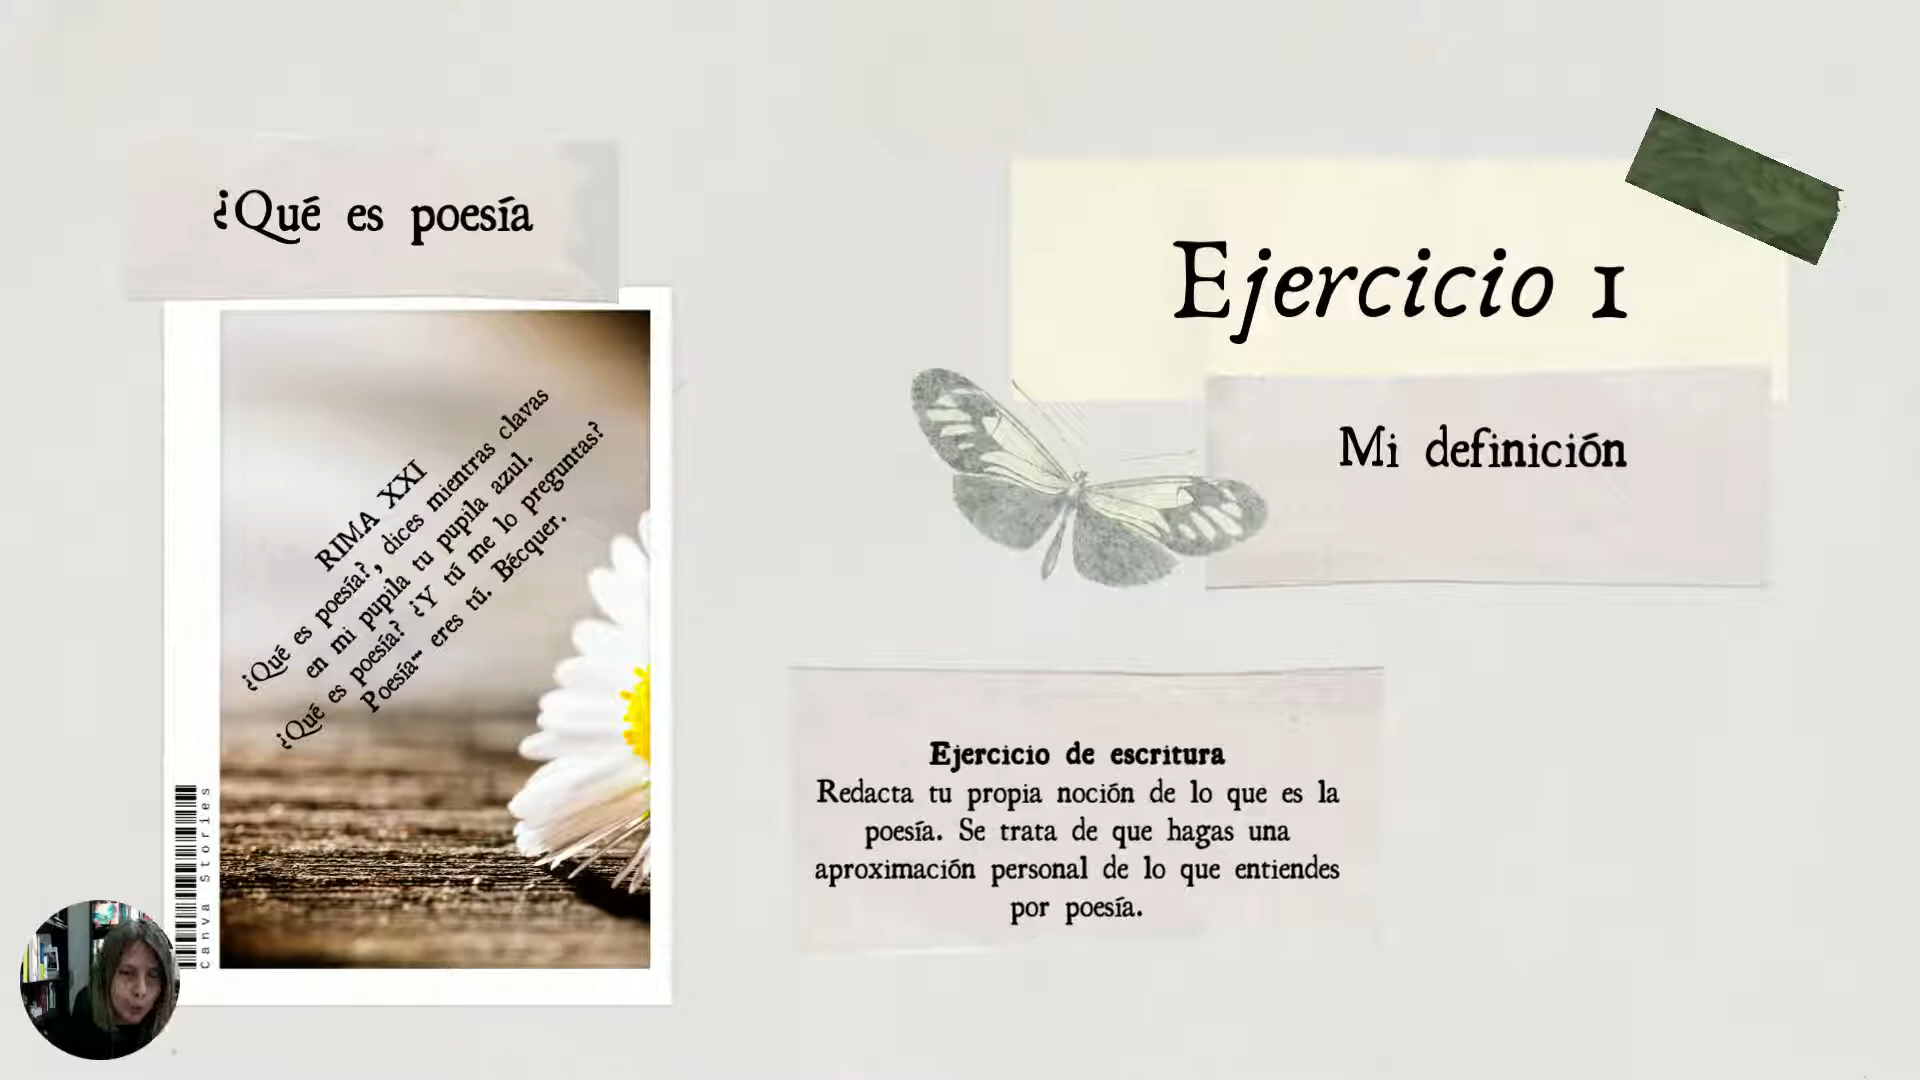 ¿Qué es poesía
RIMA XXI
¿Qué es poesía?, dices mientras clavas
en mi pupila tu pupila azul.
¿Qué es poesía? ¿Y tú me lo preguntas?
Poesía... eres tú. Bécquer.
Canva Stories
Ejercicio 1
Mi definición
Ejercicio de escritura
Redacta tu propia noción de lo que es la
poesía. Se trata de que hagas una
aproximación personal de lo que entiendes
por poesía.